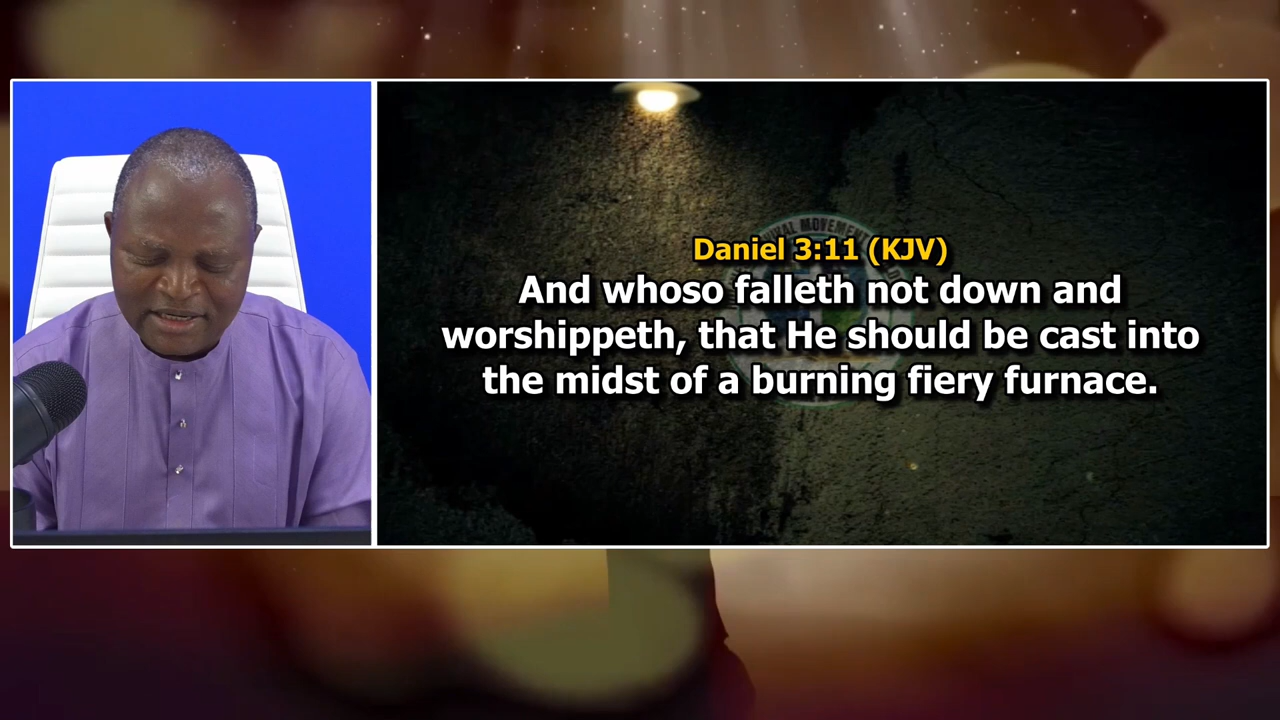 Daniel 3:11 (KJV)
And whoso falleth not down and
worshippeth, that He should be cast into
the midst of a burning fiery furnace.